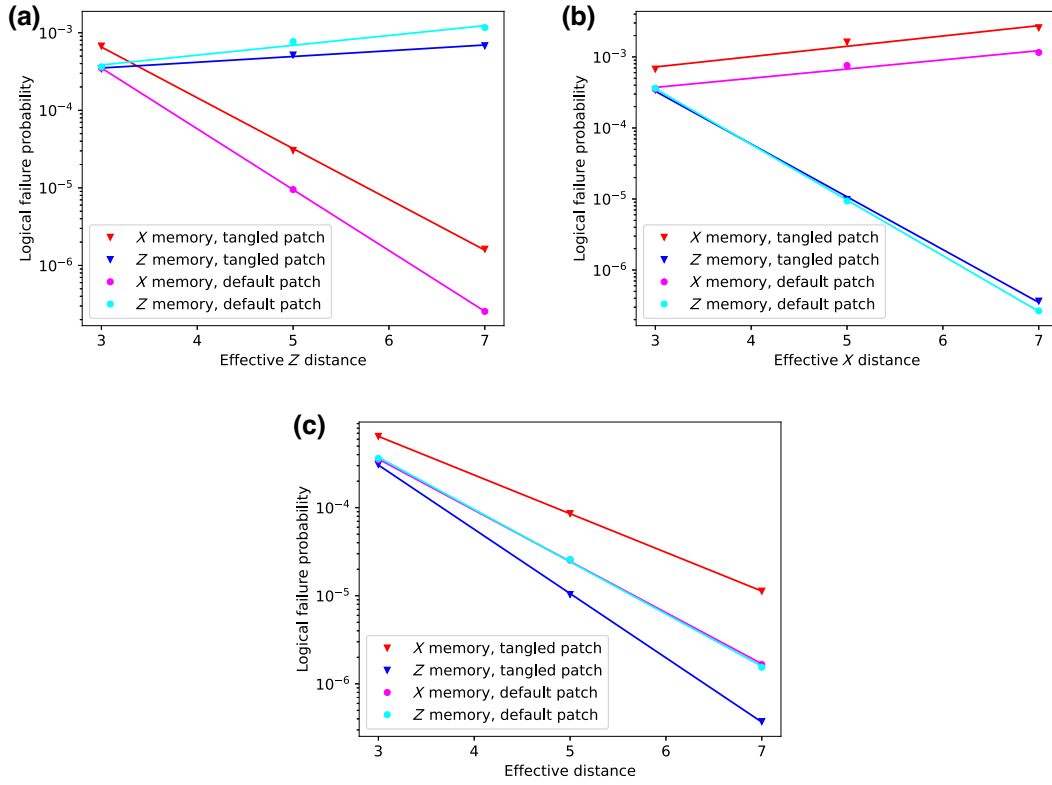 (a)
10⁻³
10⁻⁴
10⁻⁵
10⁻⁶
Logical failure probability
X memory, tangled patch
Z memory, tangled patch
X memory, default patch
Z memory, default patch
3 4 5 6 7
Effective Z distance
(b)
10⁻³
10⁻⁴
10⁻⁵
10⁻⁶
Logical failure probability
X memory, tangled patch
Z memory, tangled patch
X memory, default patch
Z memory, default patch
3 4 5 6 7
Effective X distance
(c)
10⁻⁴
10⁻⁵
10⁻⁶
Logical failure probability
X memory, tangled patch
Z memory, tangled patch
X memory, default patch
Z memory, default patch
3 4 5 6 7
Effective distance